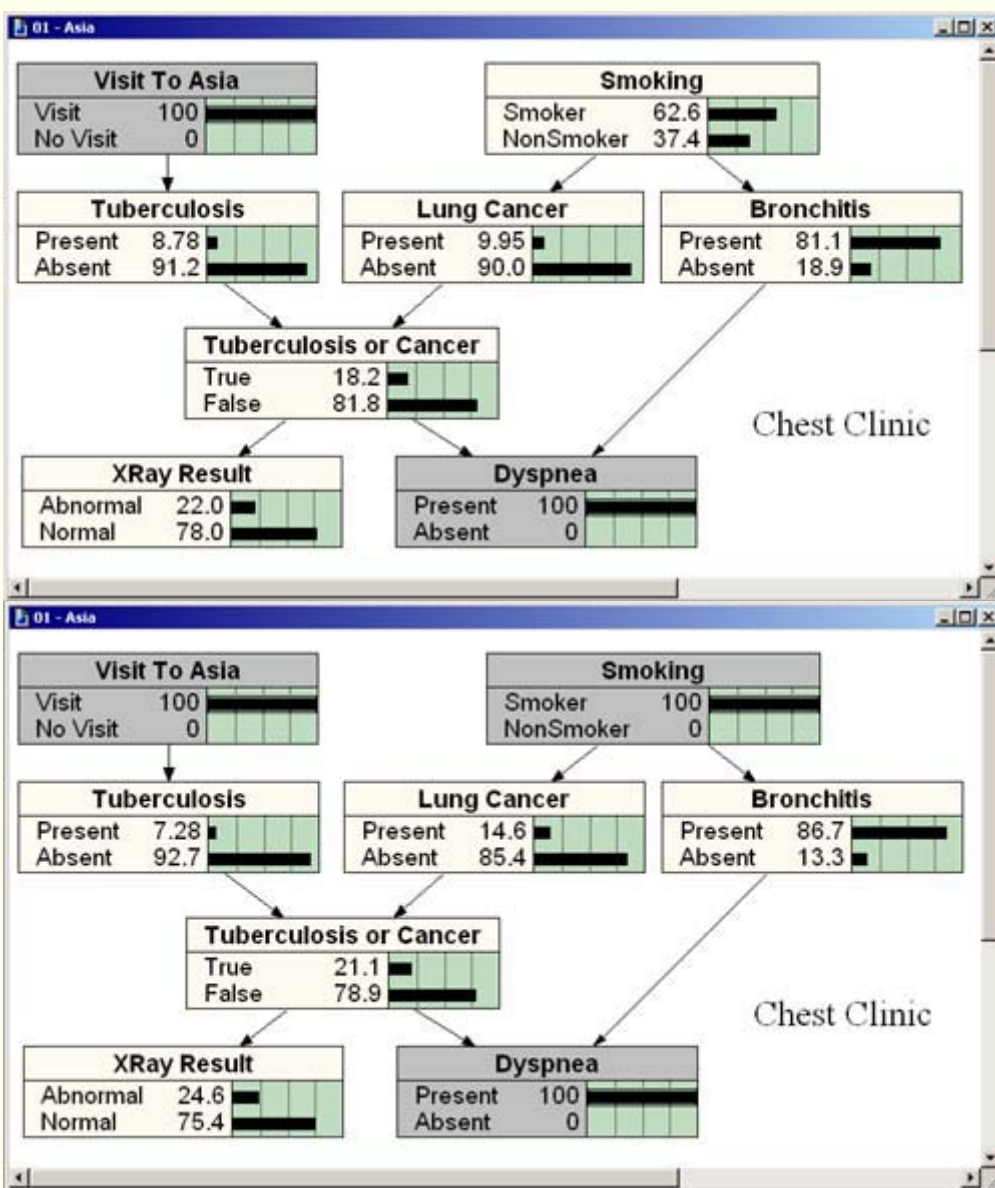 01 - Asia
Visit To Asia
Visit 100
No Visit 0
Smoking
Smoker 62.6
NonSmoker 37.4
Tuberculosis
Present 8.78
Absent 91.2
Lung Cancer
Present 9.95
Absent 90.0
Bronchitis
Present 81.1
Absent 18.9
Tuberculosis or Cancer
True 18.2
False 81.8
Chest Clinic
XRay Result
Abnormal 22.0
Normal 78.0
Dyspnea
Present 100
Absent 0
01 - Asia
Visit To Asia
Visit 100
No Visit 0
Smoking
Smoker 100
NonSmoker 0
Tuberculosis
Present 7.28
Absent 92.7
Lung Cancer
Present 14.6
Absent 85.4
Bronchitis
Present 86.7
Absent 13.3
Tuberculosis or Cancer
True 21.1
False 78.9
Chest Clinic
XRay Result
Abnormal 24.6
Normal 75.4
Dyspnea
Present 100
Absent 0